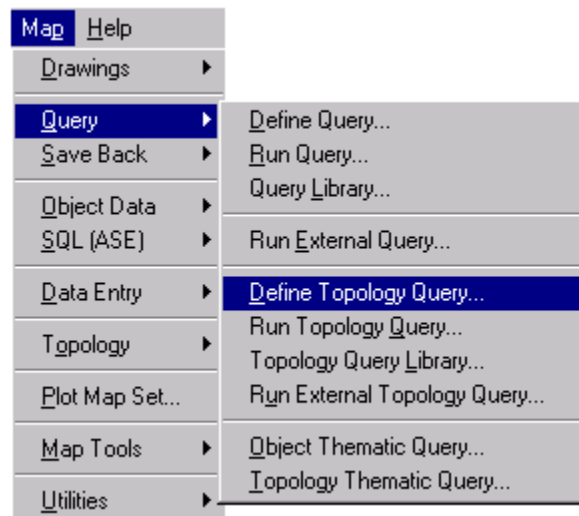 Map Help
Drawings
Query
Save Back
Object Data
SQL (ASE)
Data Entry
Topology
Plot Map Set...
Map Tools
Utilities
Define Query...
Run Query...
Query Library...
Run External Query...
Define Topology Query...
Run Topology Query...
Topology Query Library...
Run External Topology Query...
Object Thematic Query...
Topology Thematic Query...